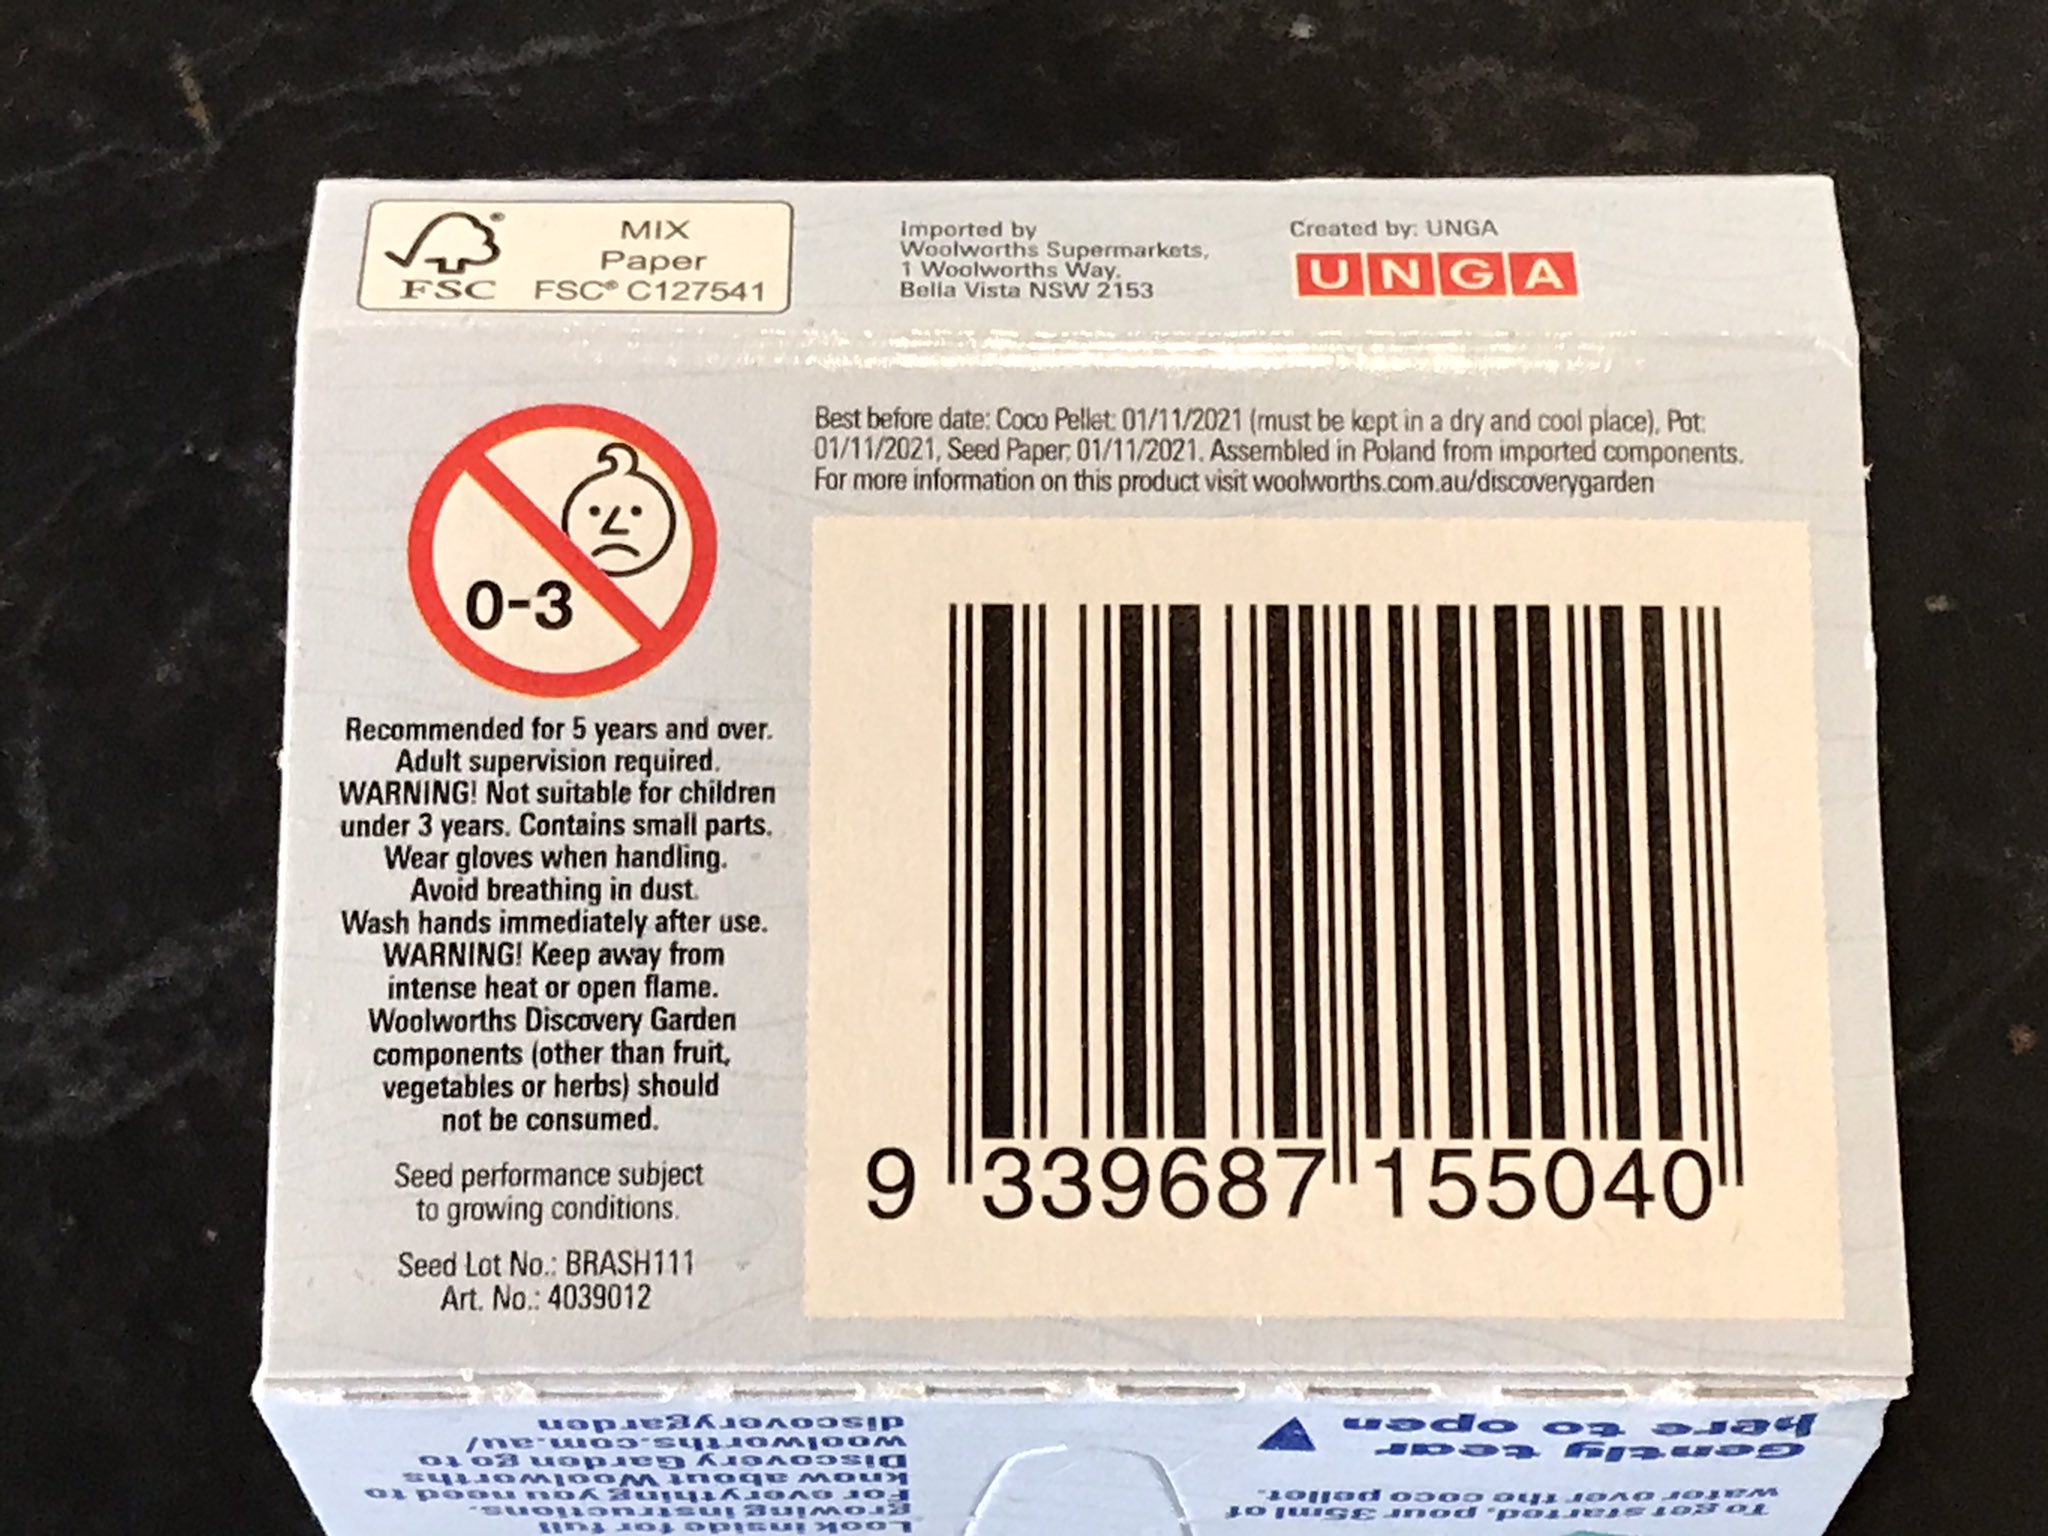 MIX
Paper
FSC® C127541
FSC
Imported by
Woolworths Supermarkets,
1 Woolworths Way,
Bella Vista NSW 2153
Created by: UNGA
UNGA
0-3
Recommended for 5 years and over.
Adult supervision required.
WARNING! Not suitable for children
under 3 years. Contains small parts.
Wear gloves when handling.
Avoid breathing in dust.
Wash hands immediately after use.
WARNING! Keep away from
intense heat or open flame.
Woolworths Discovery Garden
components (other than fruit,
vegetables or herbs) should
not be consumed.
Seed performance subject
to growing conditions.
Seed Lot No.: BRASH111
Art. No.: 4039012
Best before date: Coco Pellet: 01/11/2021 (must be kept in a dry and cool place), Pot:
01/11/2021, Seed Paper: 01/11/2021. Assembled in Poland from imported components.
For more information on this product visit woolworths.com.au/discoverygarden
9 339687 155040
To get started, pour 35ml of
water over the coco pellet.
Gently tear
here to open
Look inside for full
growing instructions.
For everything you need to
know about Woolworths
Discovery Garden go to
woolworths.com.au/
discoverygarden